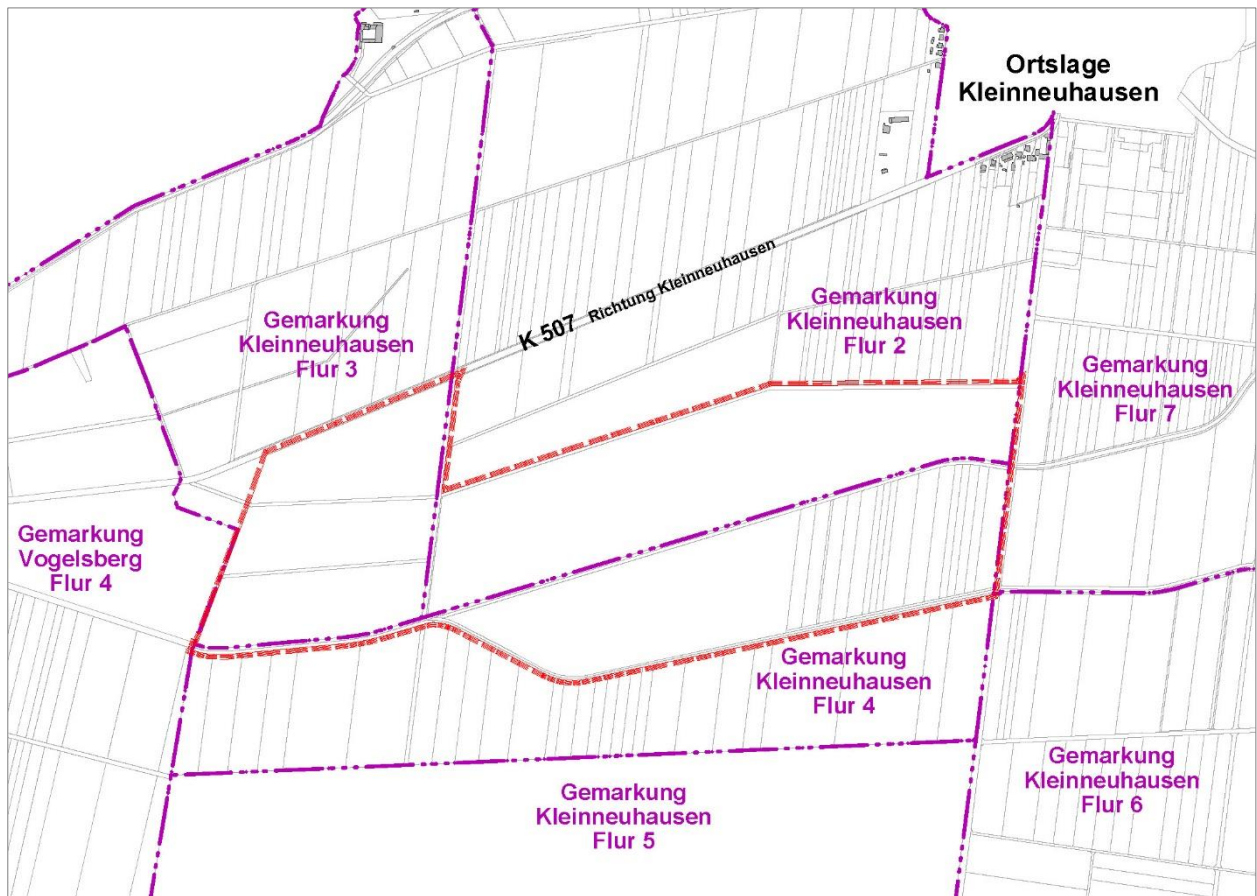 Ortslage
Kleinneuhausen
K 507 Richtung Kleinneuhausen
Gemarkung
Kleinneuhausen
Flur 3
Gemarkung
Kleinneuhausen
Flur 2
Gemarkung
Kleinneuhausen
Flur 7
Gemarkung
Vogelsberg
Flur 4
Gemarkung
Kleinneuhausen
Flur 4
Gemarkung
Kleinneuhausen
Flur 5
Gemarkung
Kleinneuhausen
Flur 6